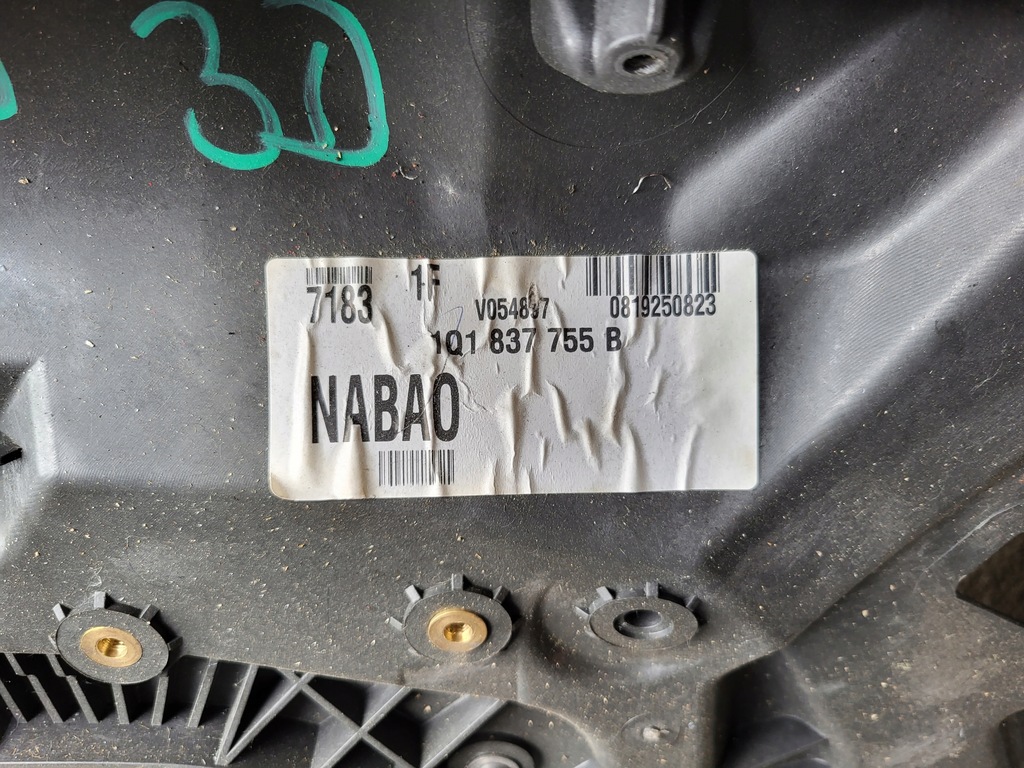 3D
7183 1F
V054897 0819250823
1Q1 837 755 B
NABAO